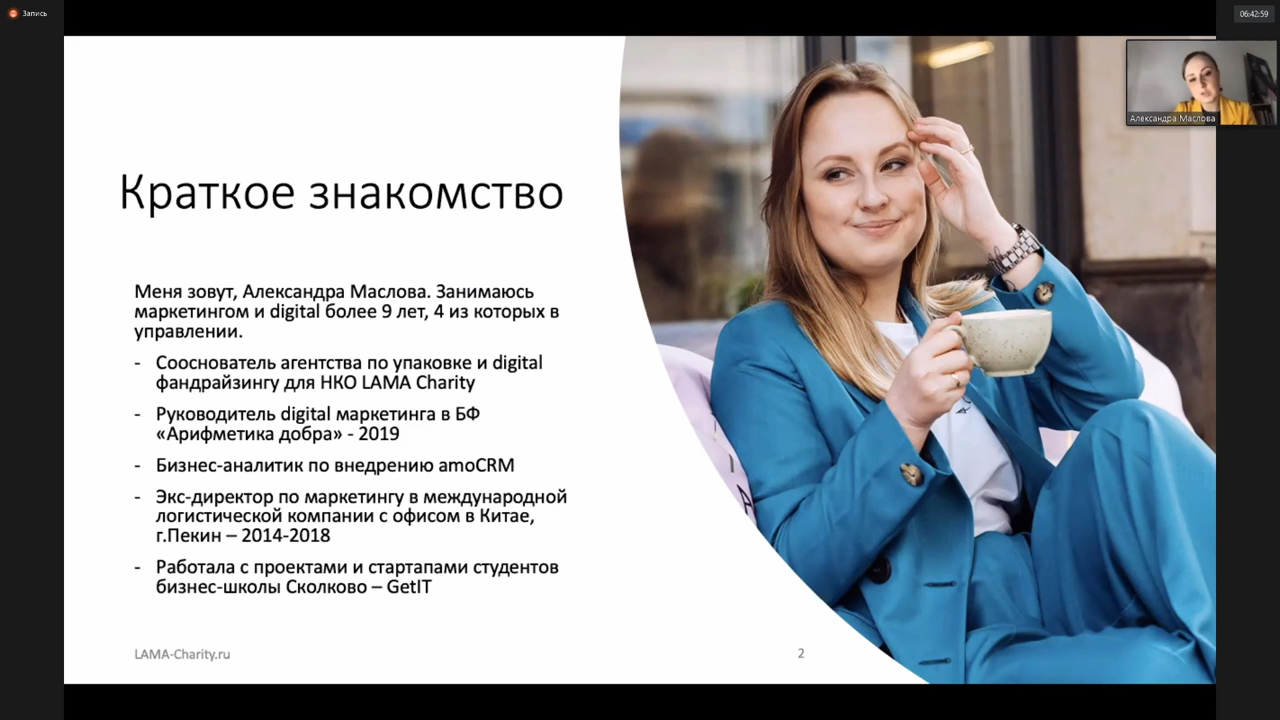 Запись
06:42:59
Александра Маслова
Краткое знакомство
Меня зовут, Александра Маслова. Занимаюсь
маркетингом и digital более 9 лет, 4 из которых в
управлении.
- Сооснователь агентства по упаковке и digital
фандрайзингу для НКО LAMA Charity
- Руководитель digital маркетинга в БФ
«Арифметика добра» - 2019
- Бизнес-аналитик по внедрению amoCRM
- Экс-директор по маркетингу в международной
логистической компании с офисом в Китае,
г.Пекин – 2014-2018
- Работала с проектами и стартапами студентов
бизнес-школы Сколково – GetIT
LAMA-Charity.ru
2